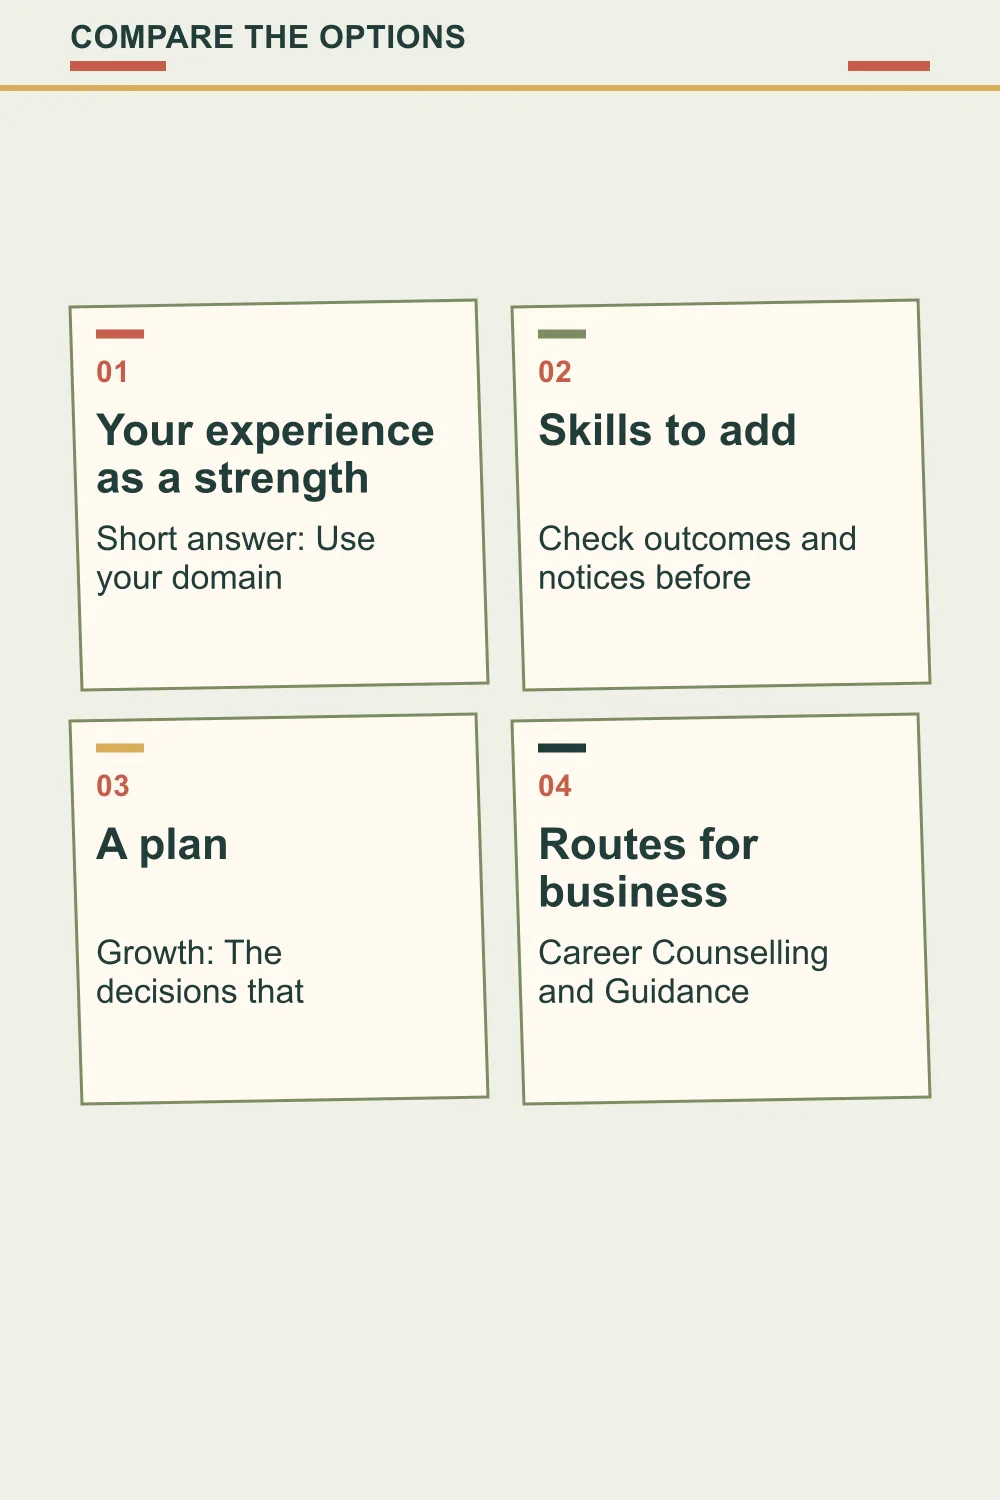 COMPARE THE OPTIONS
01
Your experience
as a strength
Short answer: Use
your domain
02
Skills to add
Check outcomes and
notices before
03
A plan
Growth: The
decisions that
04
Routes for
business
Career Counselling
and Guidance